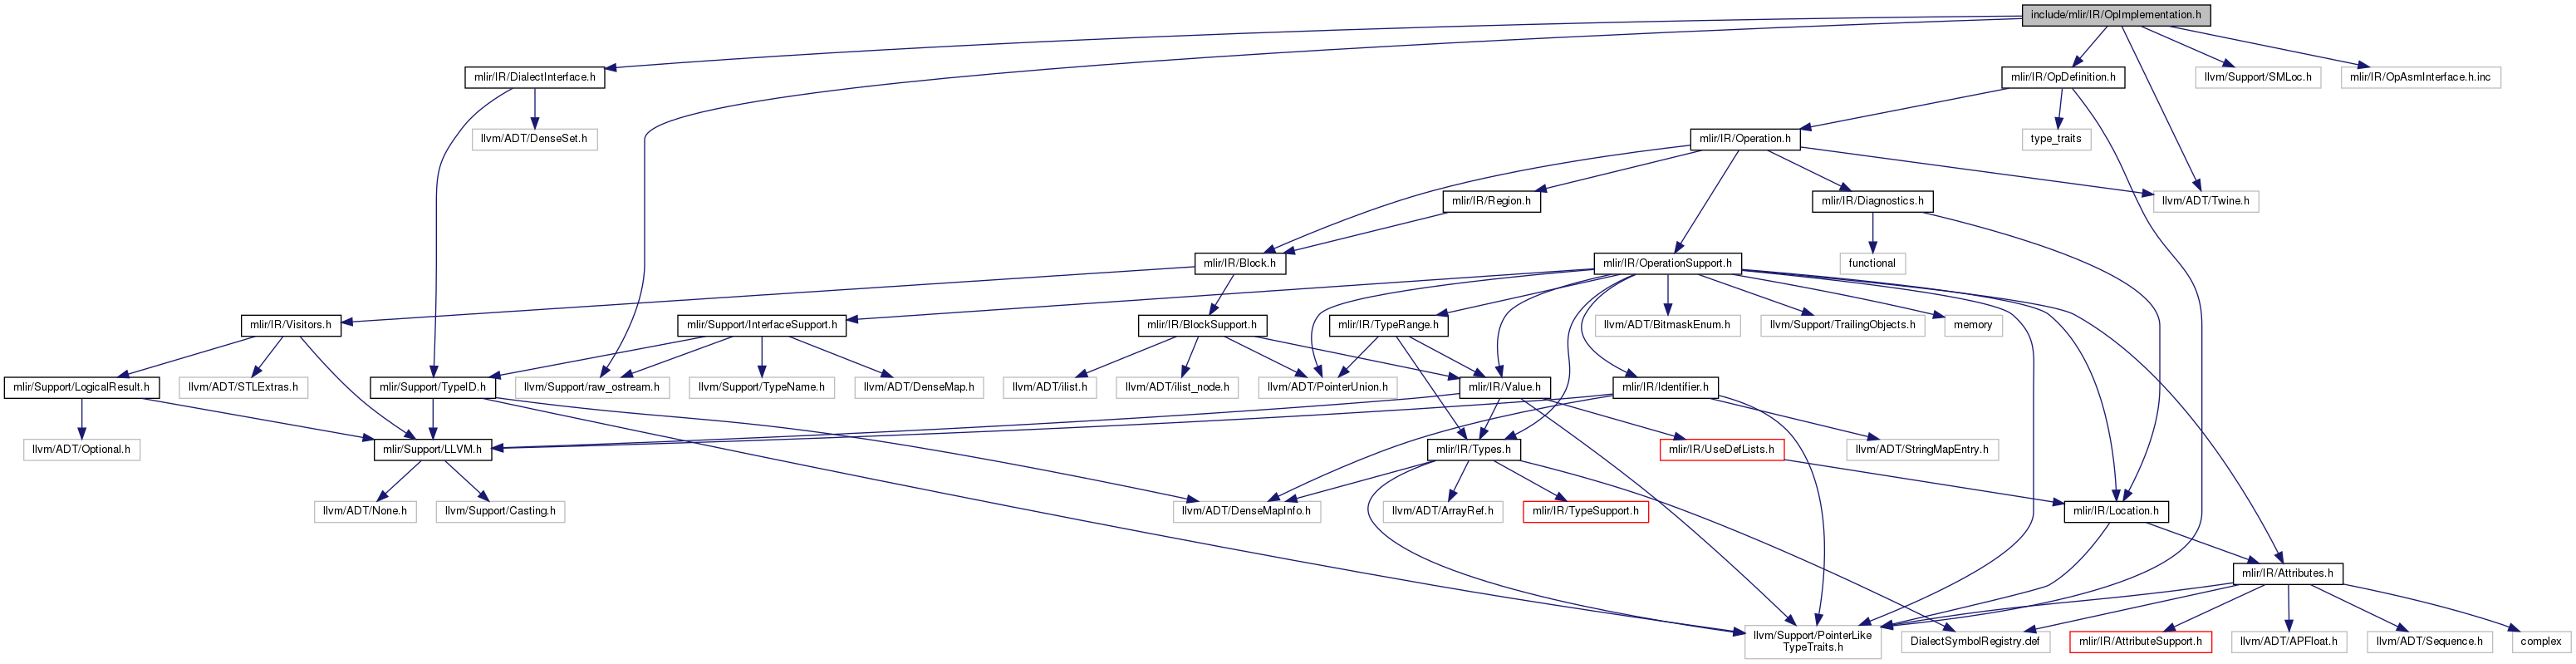 include/mlir/IR/OpImplementation.h
mlir/IR/DialectInterface.h
mlir/IR/OpDefinition.h
llvm/Support/SMLoc.h
mlir/IR/OpAsmInterface.h.inc
llvm/ADT/DenseSet.h
mlir/IR/Operation.h
type_traits
mlir/IR/Region.h
mlir/IR/Diagnostics.h
llvm/ADT/Twine.h
mlir/IR/Block.h
mlir/IR/OperationSupport.h
functional
mlir/IR/Visitors.h
mlir/Support/InterfaceSupport.h
mlir/IR/BlockSupport.h
mlir/IR/TypeRange.h
llvm/ADT/BitmaskEnum.h
llvm/Support/TrailingObjects.h
memory
mlir/Support/LogicalResult.h
llvm/ADT/STLExtras.h
mlir/Support/TypeID.h
llvm/Support/raw_ostream.h
llvm/Support/TypeName.h
llvm/ADT/DenseMap.h
llvm/ADT/ilist.h
llvm/ADT/ilist_node.h
llvm/ADT/PointerUnion.h
mlir/IR/Value.h
mlir/IR/Identifier.h
llvm/ADT/Optional.h
mlir/Support/LLVM.h
mlir/IR/Types.h
mlir/IR/UseDefLists.h
llvm/ADT/StringMapEntry.h
llvm/ADT/None.h
llvm/Support/Casting.h
llvm/ADT/DenseMapInfo.h
llvm/ADT/ArrayRef.h
mlir/IR/TypeSupport.h
mlir/IR/Location.h
mlir/IR/Attributes.h
llvm/Support/PointerLike
TypeTraits.h
DialectSymbolRegistry.def
mlir/IR/AttributeSupport.h
llvm/ADT/APFloat.h
llvm/ADT/Sequence.h
complex